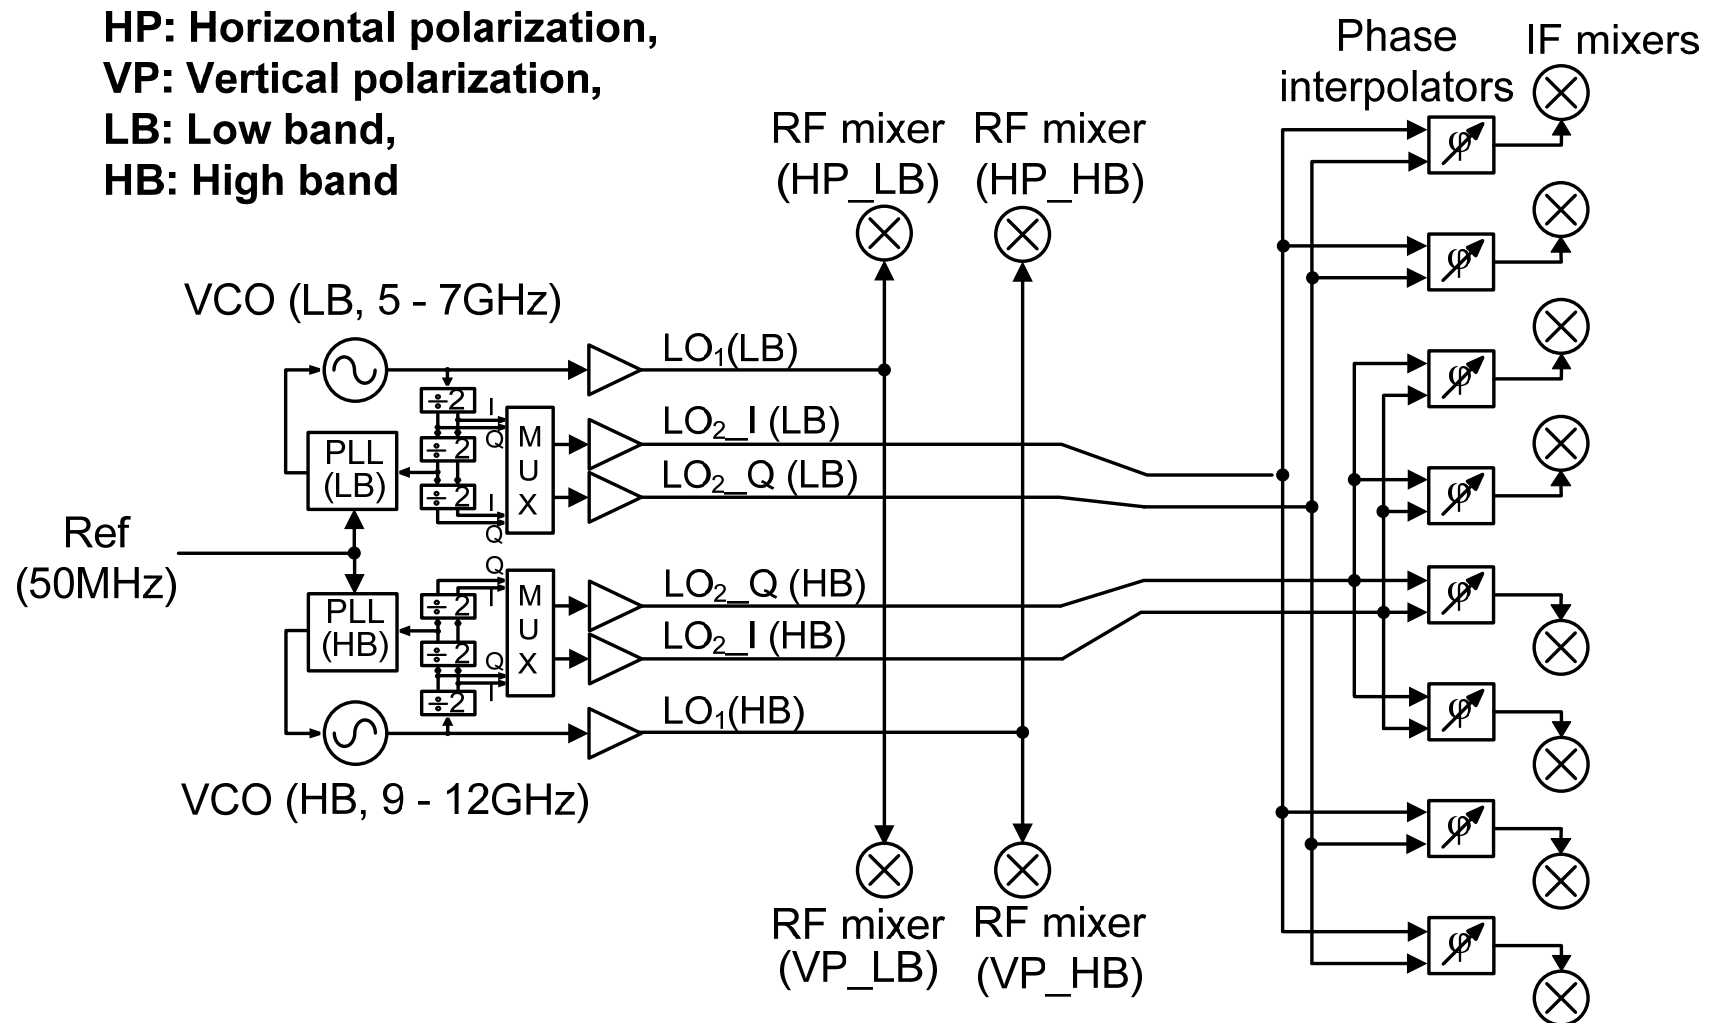 HP: Horizontal polarization,
VP: Vertical polarization,
LB: Low band,
HB: High band
Phase
interpolators
IF mixers
RF mixer
(HP_LB)
RF mixer
(HP_HB)
VCO (LB, 5 - 7GHz)
LO₁(LB)
LO₂_I (LB)
LO₂_Q (LB)
÷2
÷2
÷2
I
Q
I
Q
MUX
PLL
(LB)
Ref
(50MHz)
PLL
(HB)
÷2
÷2
÷2
Q
I
Q
I
MUX
LO₂_Q (HB)
LO₂_I (HB)
LO₁(HB)
VCO (HB, 9 - 12GHz)
RF mixer
(VP_LB)
RF mixer
(VP_HB)
φ
φ
φ
φ
φ
φ
φ
φ